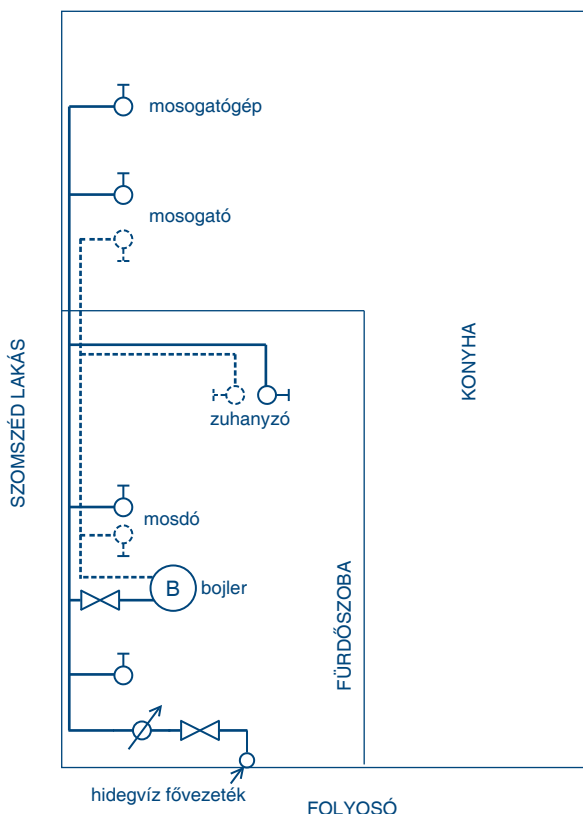 mosogatógép
mosogató
SZOMSZÉD LAKÁS
KONYHA
zuhanyzó
mosdó
FÜRDŐSZOBA
B
bojler
hidegvíz fővezeték
FOLYOSÓ